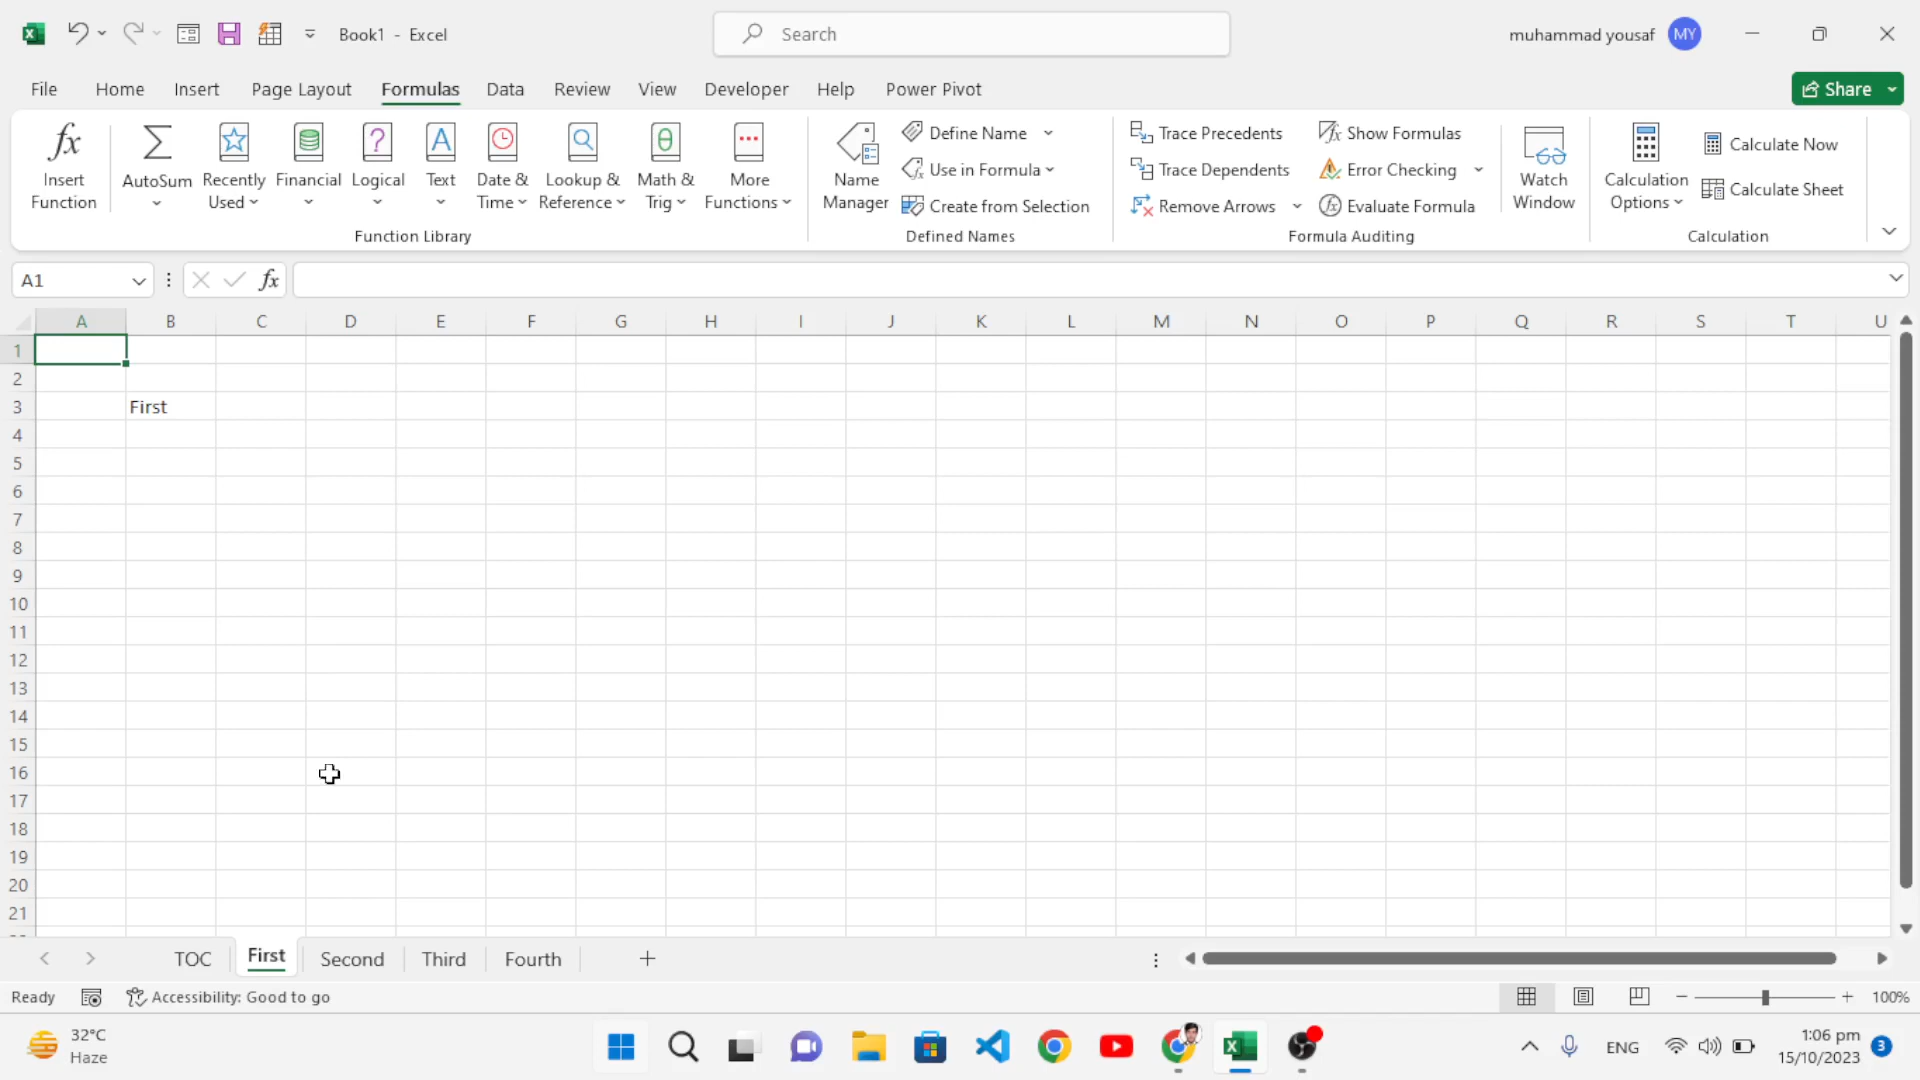 Book1 - Excel
Search
muhammad yousaf
MY
File
Home
Insert
Page Layout
Formulas
Data
Review
View
Developer
Help
Power Pivot
Share
Insert Function
AutoSum
Recently Used
Financial
Logical
Text
Date & Time
Lookup & Reference
Math & Trig
More Functions
Function Library
Name Manager
Define Name
Use in Formula
Create from Selection
Defined Names
Trace Precedents
Trace Dependents
Remove Arrows
Show Formulas
Error Checking
Evaluate Formula
Formula Auditing
Watch Window
Calculation Options
Calculate Now
Calculate Sheet
Calculation
A1
fx
A B C D E F G H I J K L M N O P Q R S T U
1
2
3 First
4
5
6
7
8
9
10
11
12
13
14
15
16
17
18
19
20
21
TOC First Second Third Fourth
Ready
Accessibility: Good to go
100%
32°C
Haze
ENG
1:06 pm
15/10/2023
3